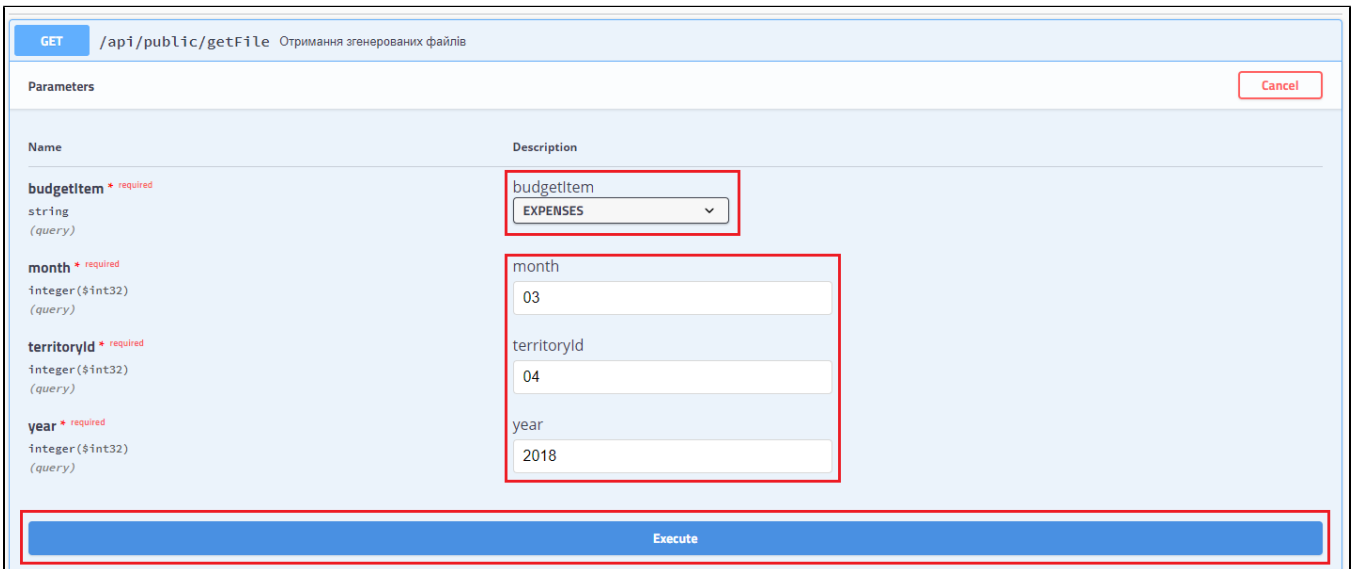 GET /api/public/getFile Отримання згенерованих файлів
Parameters Cancel
Name Description
budgetItem * required budgetItem
string EXPENSES
(query)
month * required month
integer($int32) 03
(query)
territoryId * required territoryId
integer($int32) 04
(query)
year * required year
integer($int32) 2018
(query)
Execute